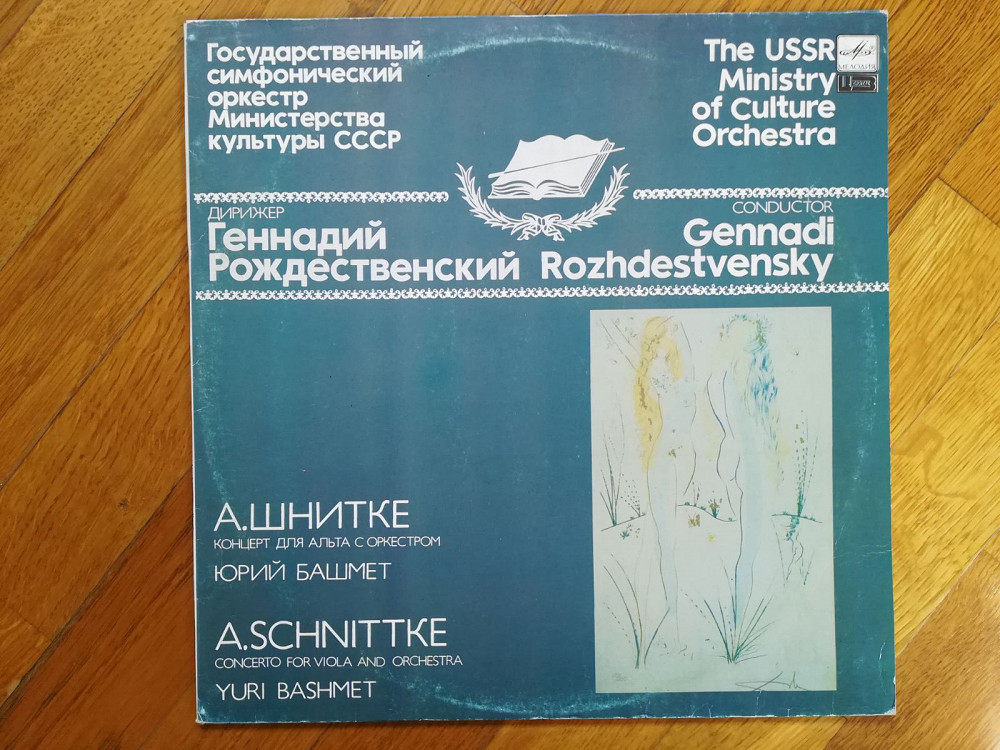 Государственный
симфонический
оркестр
Министерства
культуры СССР
The USSR
Ministry
of Culture
Orchestra
МЕЛОДИЯ
ДИРИЖЕР
Геннадий
Рождественский
CONDUCTOR
Gennadi
Rozhdestvensky
А.ШНИТКЕ
КОНЦЕРТ ДЛЯ АЛЬТА С ОРКЕСТРОМ
ЮРИЙ БАШМЕТ
A.SCHNITTKE
CONCERTO FOR VIOLA AND ORCHESTRA
YURI BASHMET